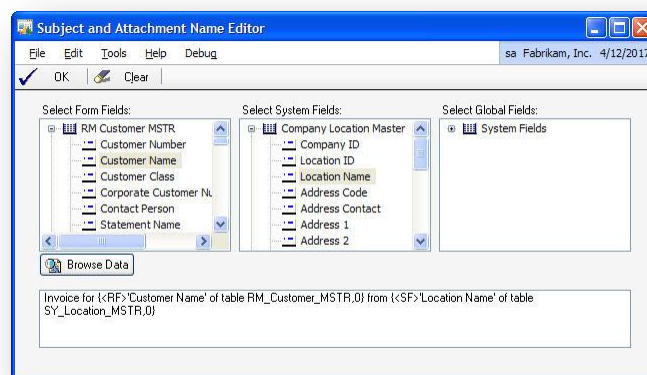 Subject and Attachment Name Editor
File Edit Tools Help Debug
sa Fabrikam, Inc. 4/12/2017
OK Clear
Select Form Fields: Select System Fields: Select Global Fields:
RM Customer MSTR Company Location Master System Fields
Customer Number Company ID
Customer Name Location ID
Customer Class Location Name
Corporate Customer Nu Address Code
Contact Person Address Contact
Statement Name Address 1
Address 2
Browse Data
Invoice for {<RF>'Customer Name' of table RM_Customer_MSTR,0} from {<SF>'Location Name' of table
SY_Location_MSTR,0}